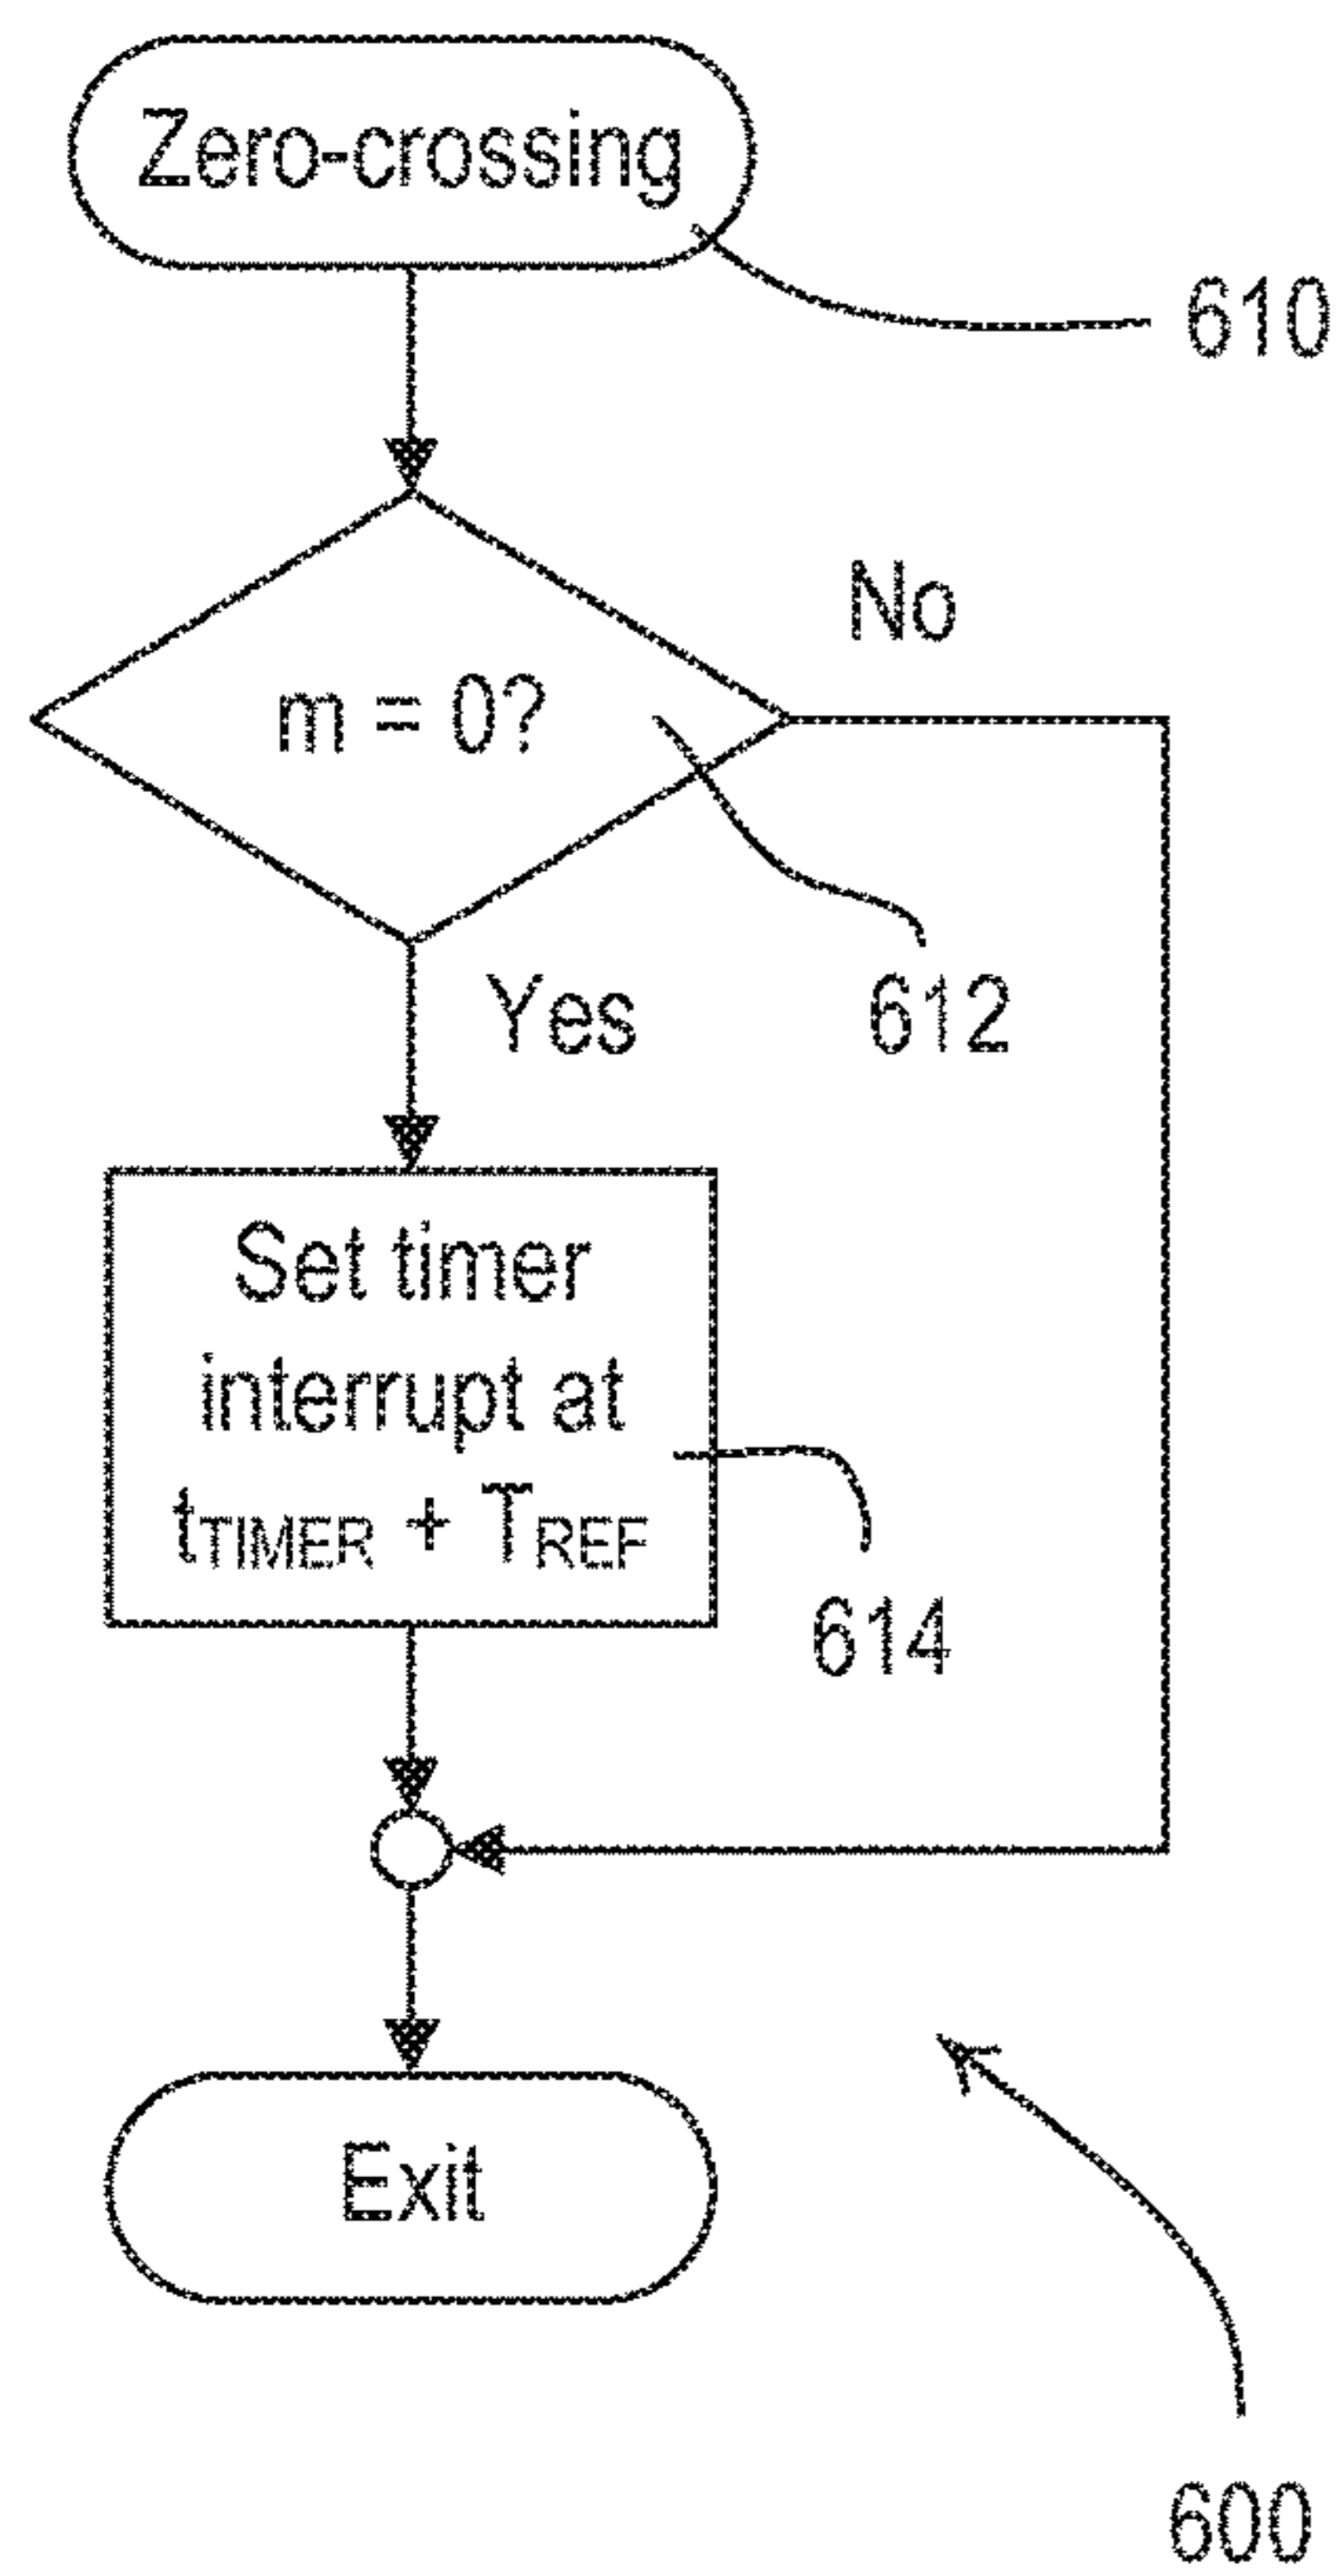 Zero-crossing
610
No
m = 0?
Yes
612
Set timer
interrupt at
tTIMER + TREF
614
Exit
600